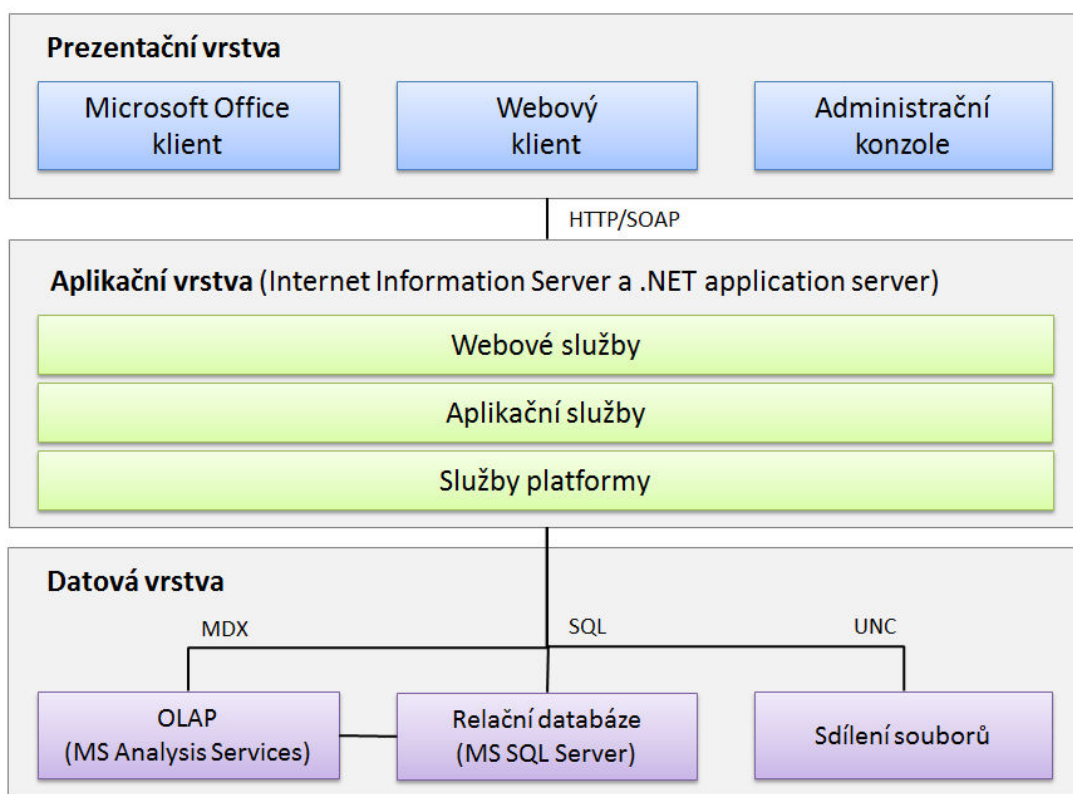 Prezentační vrstva
Microsoft Office
klient
Webový
klient
Administrační
konzole
HTTP/SOAP
Aplikační vrstva (Internet Information Server a .NET application server)
Webové služby
Aplikační služby
Služby platformy
Datová vrstva
MDX
SQL
UNC
OLAP
(MS Analysis Services)
Relační databáze
(MS SQL Server)
Sdílení souborů